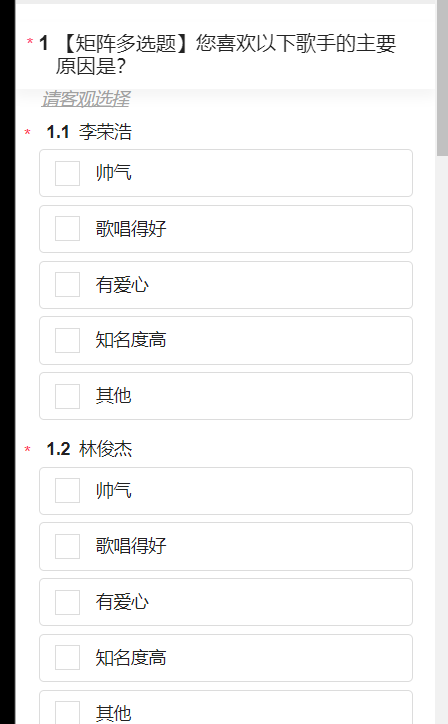 * 1 【矩阵多选题】您喜欢以下歌手的主要
原因是?
请客观选择
* 1.1 李荣浩
帅气
歌唱得好
有爱心
知名度高
其他
* 1.2 林俊杰
帅气
歌唱得好
有爱心
知名度高
其他